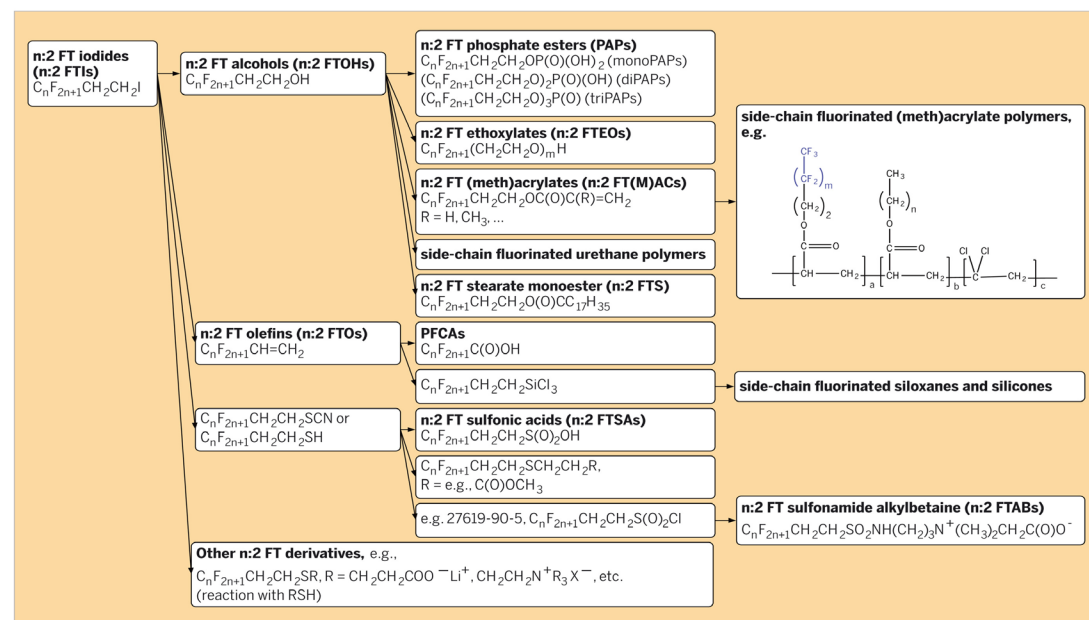 n:2 FT iodides
(n:2 FTIs)
CₙF₂ₙ₊₁CH₂CH₂I
n:2 FT alcohols (n:2 FTOHs)
CₙF₂ₙ₊₁CH₂CH₂OH
n:2 FT phosphate esters (PAPs)
CₙF₂ₙ₊₁CH₂CH₂OP(O)(OH)₂ (monoPAPs)
(CₙF₂ₙ₊₁CH₂CH₂O)₂P(O)(OH) (diPAPs)
(CₙF₂ₙ₊₁CH₂CH₂O)₃P(O) (triPAPs)
n:2 FT ethoxylates (n:2 FTEOs)
CₙF₂ₙ₊₁(CH₂CH₂O)ₘH
n:2 FT (meth)acrylates (n:2 FT(M)ACs)
CₙF₂ₙ₊₁CH₂CH₂OC(O)C(R)=CH₂
R = H, CH₃, ...
side-chain fluorinated urethane polymers
n:2 FT stearate monoester (n:2 FTS)
CₙF₂ₙ₊₁CH₂CH₂O(O)CC₁₇H₃₅
side-chain fluorinated (meth)acrylate polymers,
e.g.
CF₃
(CF₂)ₘ
(CH₂)₂
O
C=O
CH₃
(CH₂)ₙ
O
C=O
Cl Cl
[CH—CH₂]a [CH—CH₂]b [C—CH₂]c
n:2 FT olefins (n:2 FTOs)
CₙF₂ₙ₊₁CH=CH₂
PFCAs
CₙF₂ₙ₊₁C(O)OH
CₙF₂ₙ₊₁CH₂CH₂SiCl₃
side-chain fluorinated siloxanes and silicones
CₙF₂ₙ₊₁CH₂CH₂SCN or
CₙF₂ₙ₊₁CH₂CH₂SH
n:2 FT sulfonic acids (n:2 FTSAs)
CₙF₂ₙ₊₁CH₂CH₂S(O)₂OH
CₙF₂ₙ₊₁CH₂CH₂SCH₂CH₂R,
R = e.g., C(O)OCH₃
e.g. 27619-90-5, CₙF₂ₙ₊₁CH₂CH₂S(O)₂Cl
n:2 FT sulfonamide alkylbetaine (n:2 FTABs)
CₙF₂ₙ₊₁CH₂CH₂SO₂NH(CH₂)₃N⁺(CH₃)₂CH₂C(O)O⁻
Other n:2 FT derivatives, e.g.,
CₙF₂ₙ₊₁CH₂CH₂SR, R = CH₂CH₂COO⁻Li⁺, CH₂CH₂N⁺R₃X⁻, etc.
(reaction with RSH)